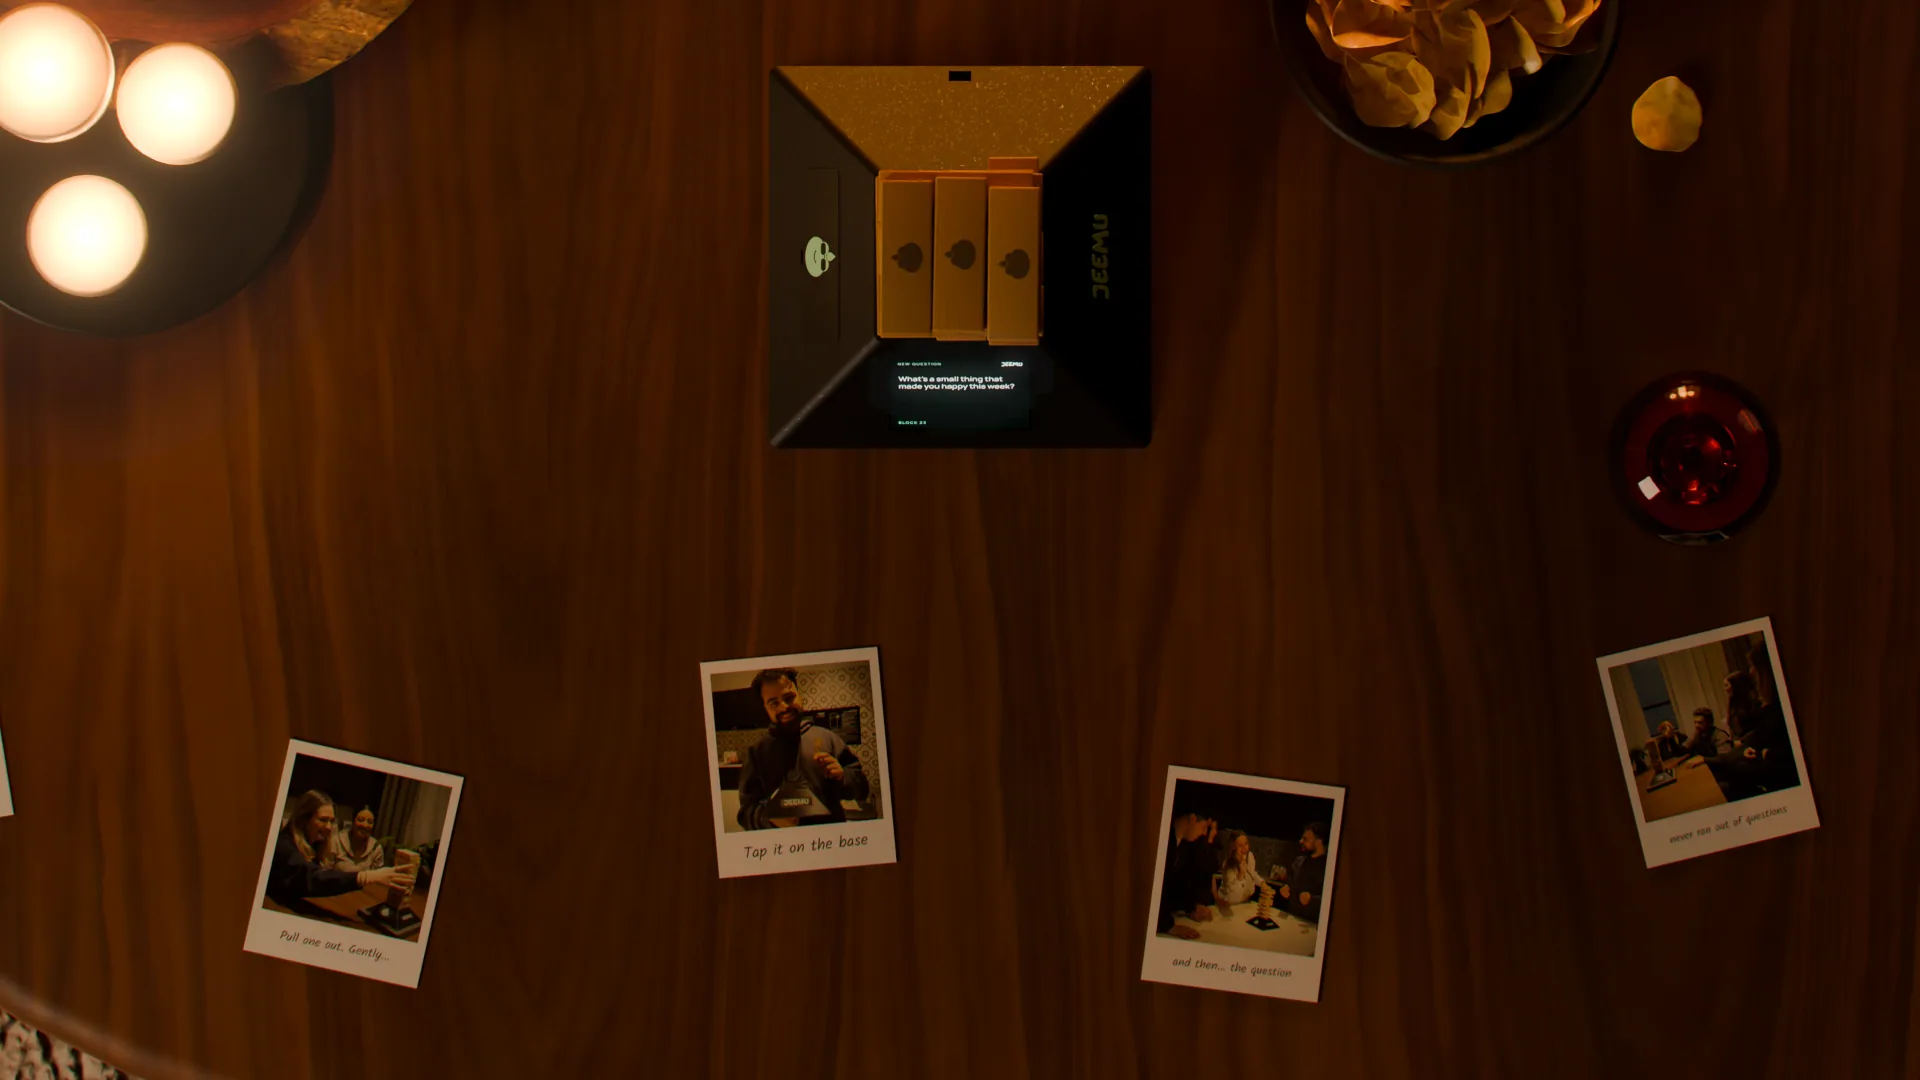 JEEMU
NEW QUESTION
JEEMU
What's a small thing that
made you happy this week?
BLOCK 23
JEEMU
Tap it on the base
never ran out of questions
Pull one out. Gently...
and then... the question